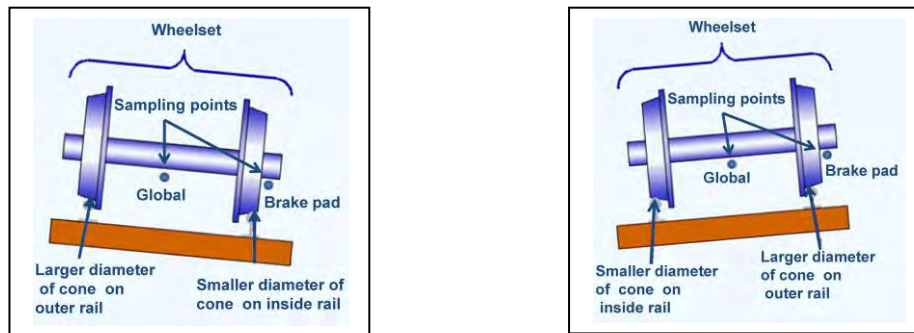 Wheelset
Sampling points
Global
Brake pad
Larger diameter
of cone on
outer rail
Smaller diameter of
cone on inside rail
Wheelset
Sampling points
Global
Brake pad
Smaller diameter
of cone on
inside rail
Larger diameter
of cone on
outer rail